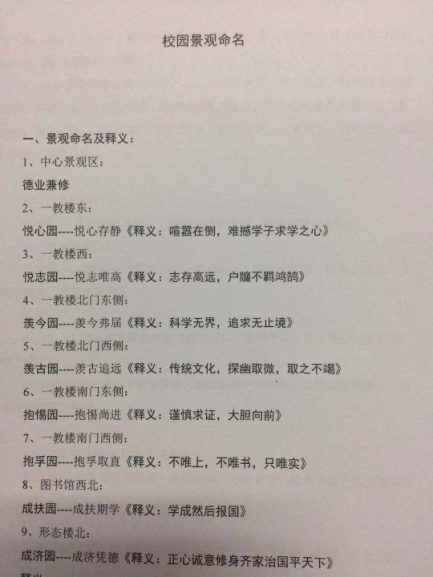 校园景观命名
一、景观命名及释义：
1、中心景观区：
德业兼修
2、一教楼东：
悦心园----悦心存静《释义：喧嚣在侧，难撼学子求学之心》
3、一教楼西：
悦志园----悦志唯高《释义：志存高远，户牖不羁鸿鹄》
4、一教楼北门东侧：
羡今园----羡今弗届《释义：科学无界，追求无止境》
5、一教楼北门西侧：
羡古园----羡古追远《释义：传统文化，探幽取微，取之不竭》
6、一教楼南门东侧：
抱惕园----抱惕尚进《释义：谨慎求证，大胆向前》
7、一教楼南门西侧：
抱孚园----抱孚取直《释义：不唯上，不唯书，只唯实》
8、图书馆西北：
成扶园----成扶期学《释义：学成然后报国》
9、形态楼北：
成济园----成济凭德《释义：正心诚意修身齐家治国平天下》